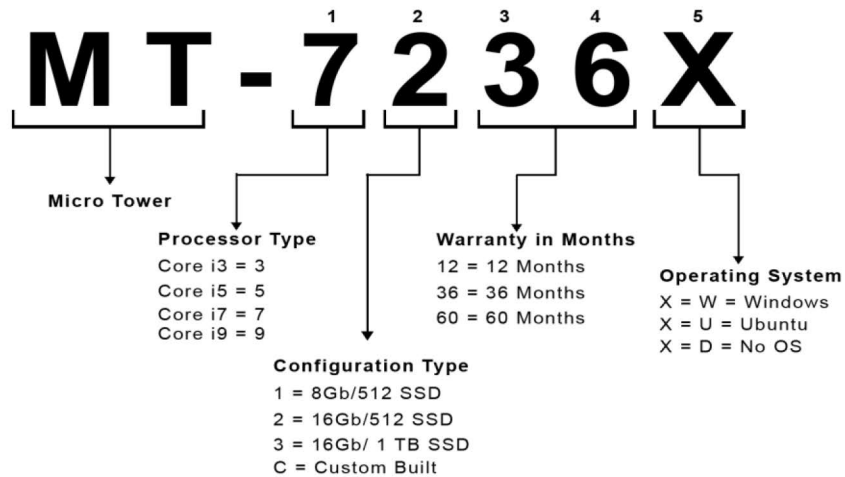 1 2 3 4 5
MT-7236X
Micro Tower
Processor Type
Core i3 = 3
Core i5 = 5
Core i7 = 7
Core i9 = 9
Configuration Type
1 = 8Gb/512 SSD
2 = 16Gb/512 SSD
3 = 16Gb/ 1 TB SSD
C = Custom Built
Warranty in Months
12 = 12 Months
36 = 36 Months
60 = 60 Months
Operating System
X = W = Windows
X = U = Ubuntu
X = D = No OS